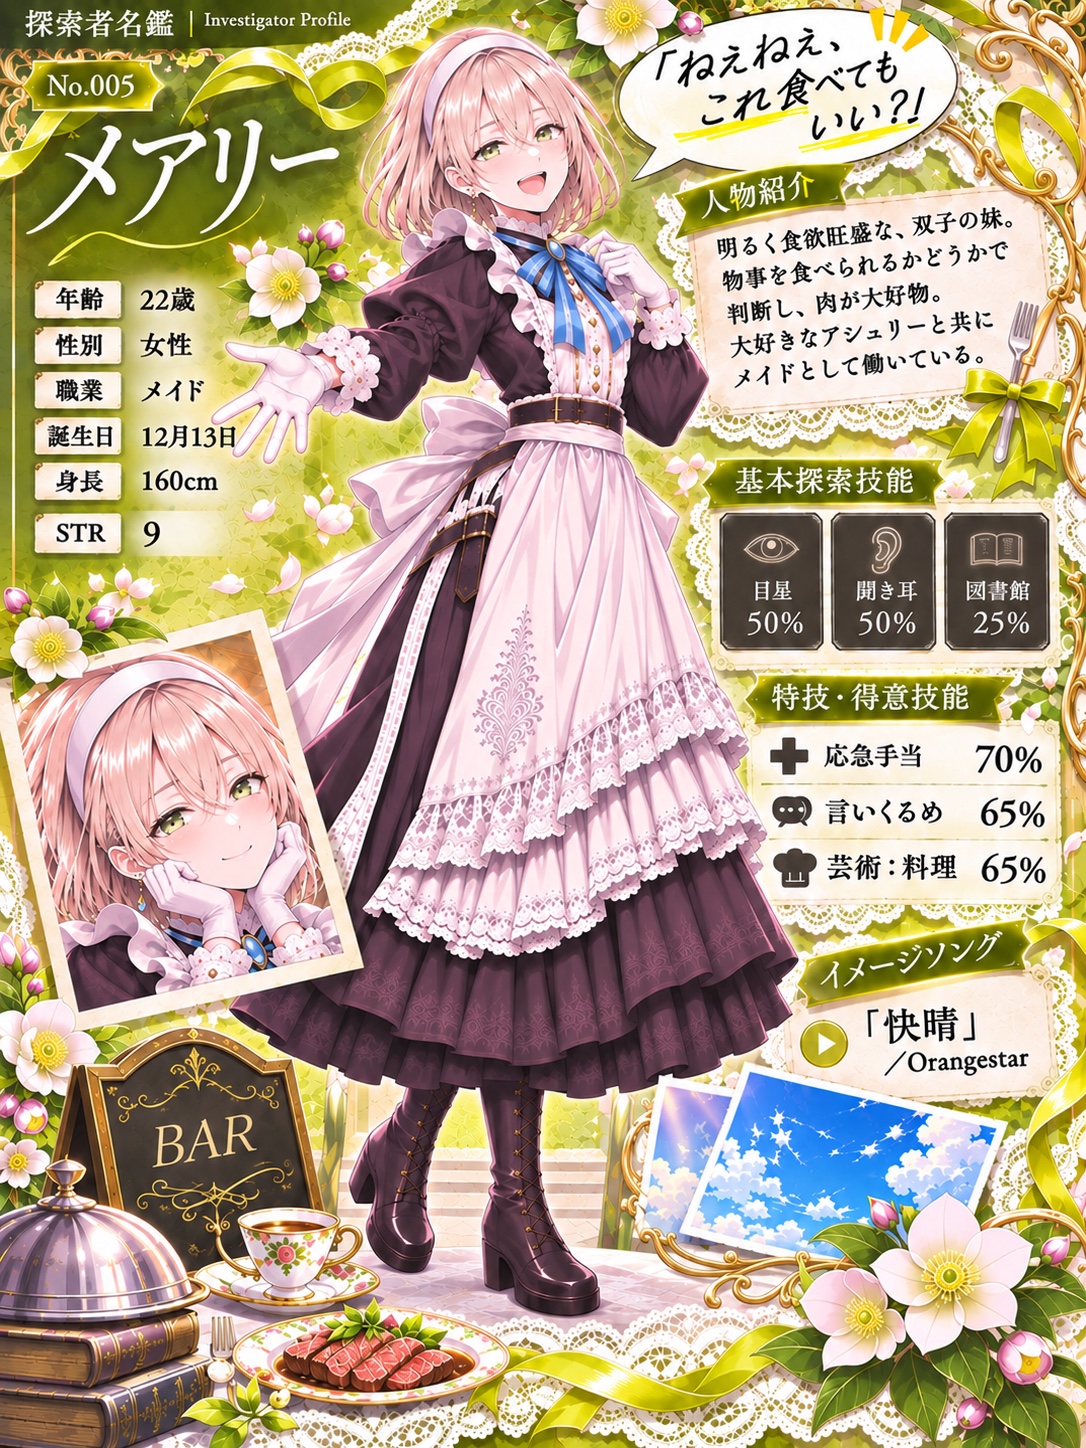 探索者名鑑 | Investigator Profile
No.005
メアリー
「ねえねえ、
これ食べても
いい?!
年齢 22歳
性別 女性
職業 メイド
誕生日 12月13日
身長 160cm
STR 9
人物紹介
明るく食欲旺盛な、双子の妹。
物事を食べられるかどうかで
判断し、肉が大好物。
大好きなアシュリーと共に
メイドとして働いている。
基本探索技能
目星 聞き耳 図書館
50% 50% 25%
特技・得意技能
応急手当 70%
言いくるめ 65%
芸術：料理 65%
イメージソング
「快晴」
／Orangestar
BAR